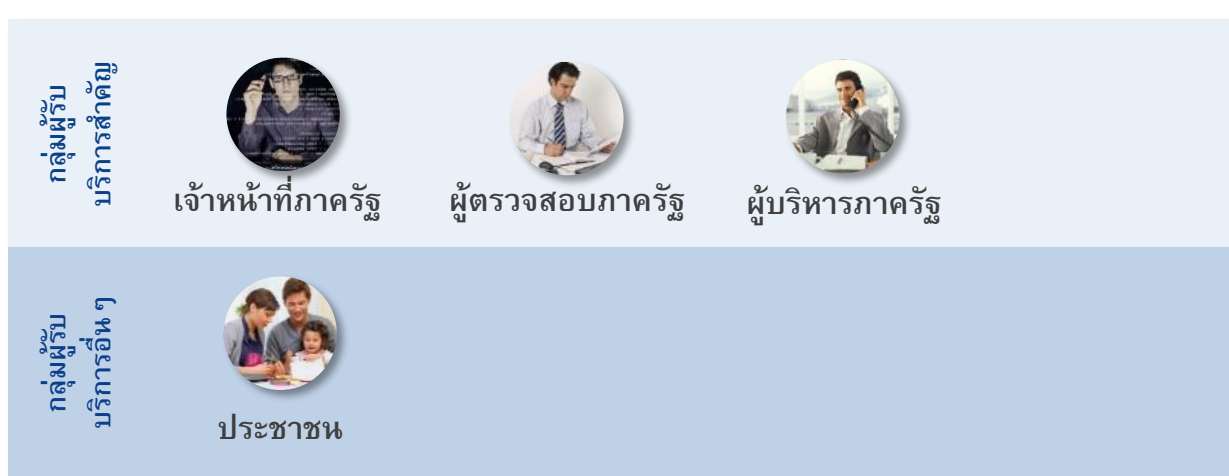 กลุ่มผู้รับ
บริการสำคัญ
เจ้าหน้าที่ภาครัฐ
ผู้ตรวจสอบภาครัฐ
ผู้บริหารภาครัฐ
กลุ่มผู้รับ
บริการอื่น ๆ
ประชาชน